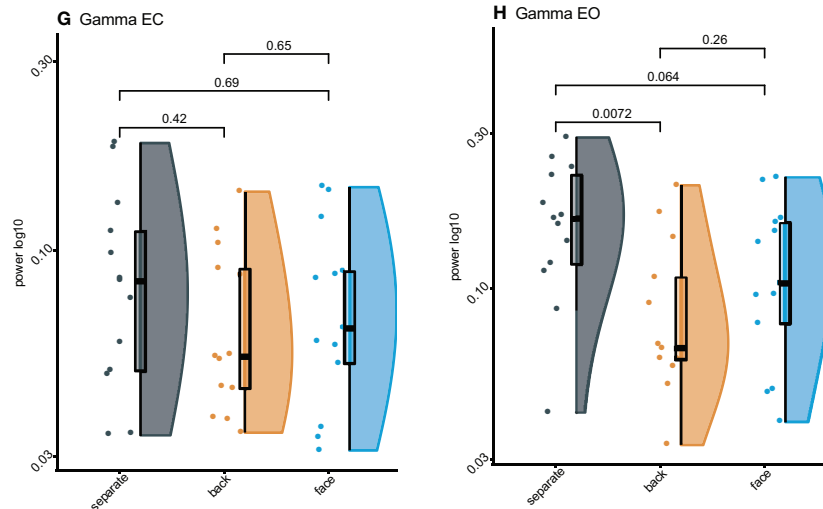 G Gamma EC
power log10
0.30
0.10
0.03
0.65
0.69
0.42
separate
back
face
H Gamma EO
power log10
0.30
0.10
0.03
0.26
0.064
0.0072
separate
back
face